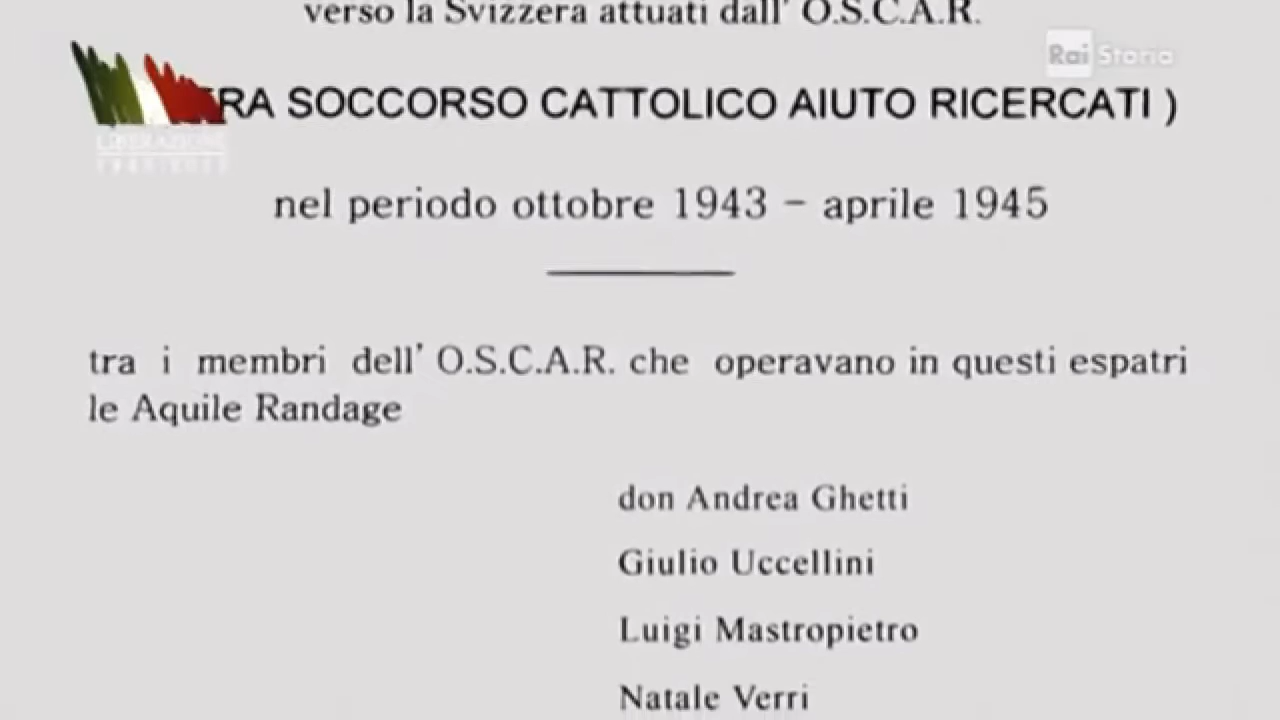 verso la Svizzera attuati dall' O.S.C.A.R.
Rai Storia
RA SOCCORSO CATTOLICO AIUTO RICERCATI )
LIBERAZIONE
nel periodo ottobre 1943 - aprile 1945
tra i membri dell' O.S.C.A.R. che operavano in questi espatri
le Aquile Randage
don Andrea Ghetti
Giulio Uccellini
Luigi Mastropietro
Natale Verri